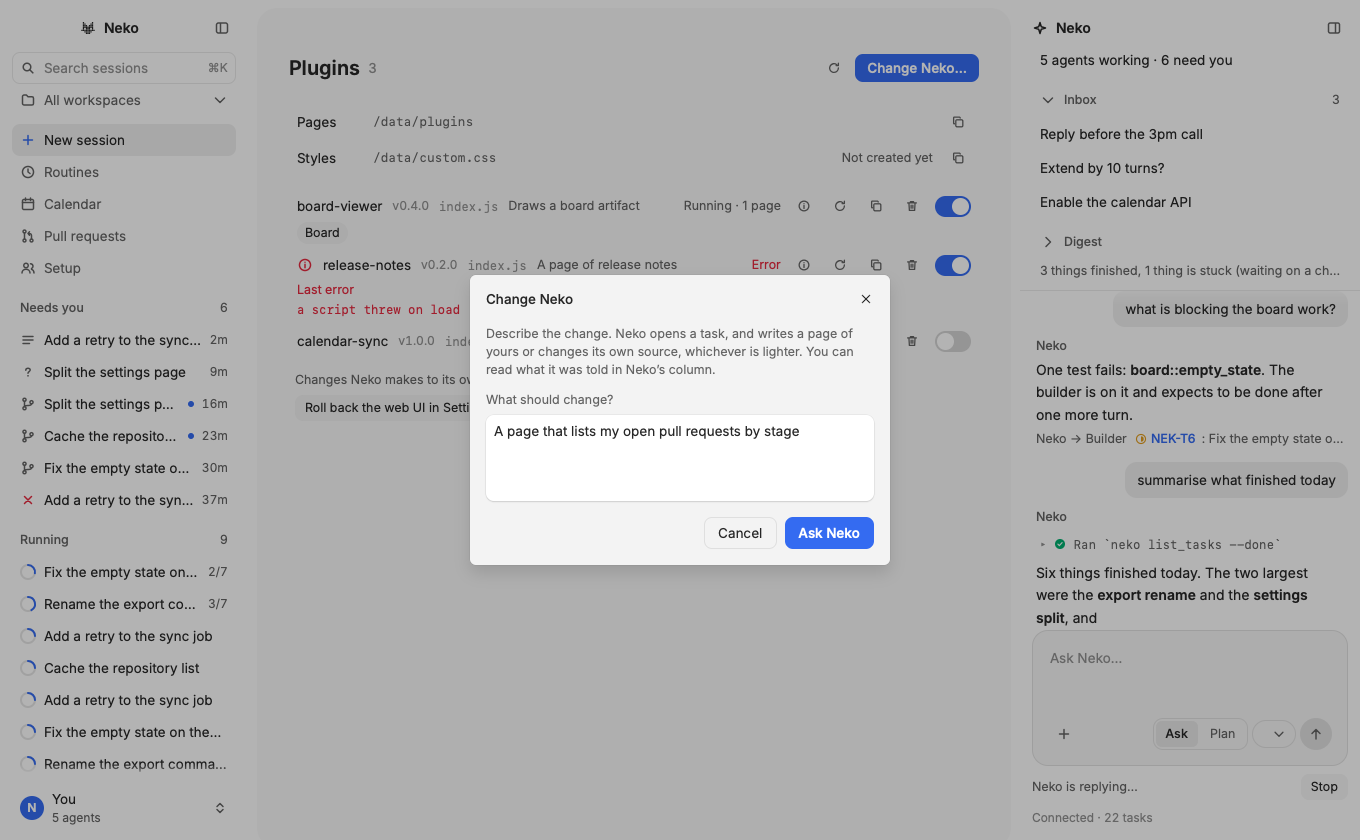 Neko
Search sessions ⌘K
All workspaces
New session
Routines
Calendar
Pull requests
Setup
Needs you 6
Add a retry to the sync... 2m
Split the settings page 9m
Split the settings p... 16m
Cache the reposito... 23m
Fix the empty state o... 30m
Add a retry to the syn... 37m
Running 9
Fix the empty state on... 2/7
Rename the export co... 3/7
Add a retry to the sync job
Cache the repository list
Add a retry to the sync job
Fix the empty state on the...
Rename the export comma...
N You
5 agents
Plugins 3
Change Neko...
Pages /data/plugins
Styles /data/custom.css Not created yet
board-viewer v0.4.0 index.js Draws a board artifact Running · 1 page
Board
release-notes v0.2.0 index.js A page of release notes Error
Last error
a script threw on load
calendar-sync v1.0.0
Changes Neko makes to its
Roll back the web UI in
Change Neko
Describe the change. Neko opens a task, and writes a page of
yours or changes its own source, whichever is lighter. You can
read what it was told in Neko’s column.
What should change?
A page that lists my open pull requests by stage
Cancel Ask Neko
Neko
5 agents working · 6 need you
Inbox 3
Reply before the 3pm call
Extend by 10 turns?
Enable the calendar API
Digest
3 things finished, 1 thing is stuck (waiting on a ch...
what is blocking the board work?
Neko
One test fails: board::empty_state. The
builder is on it and expects to be done after
one more turn.
Neko → Builder NEK-T6 : Fix the empty state o...
summarise what finished today
Neko
Ran `neko list_tasks --done`
Six things finished today. The two largest
were the export rename and the settings
split, and
Ask Neko...
Ask Plan
Neko is replying... Stop
Connected · 22 tasks